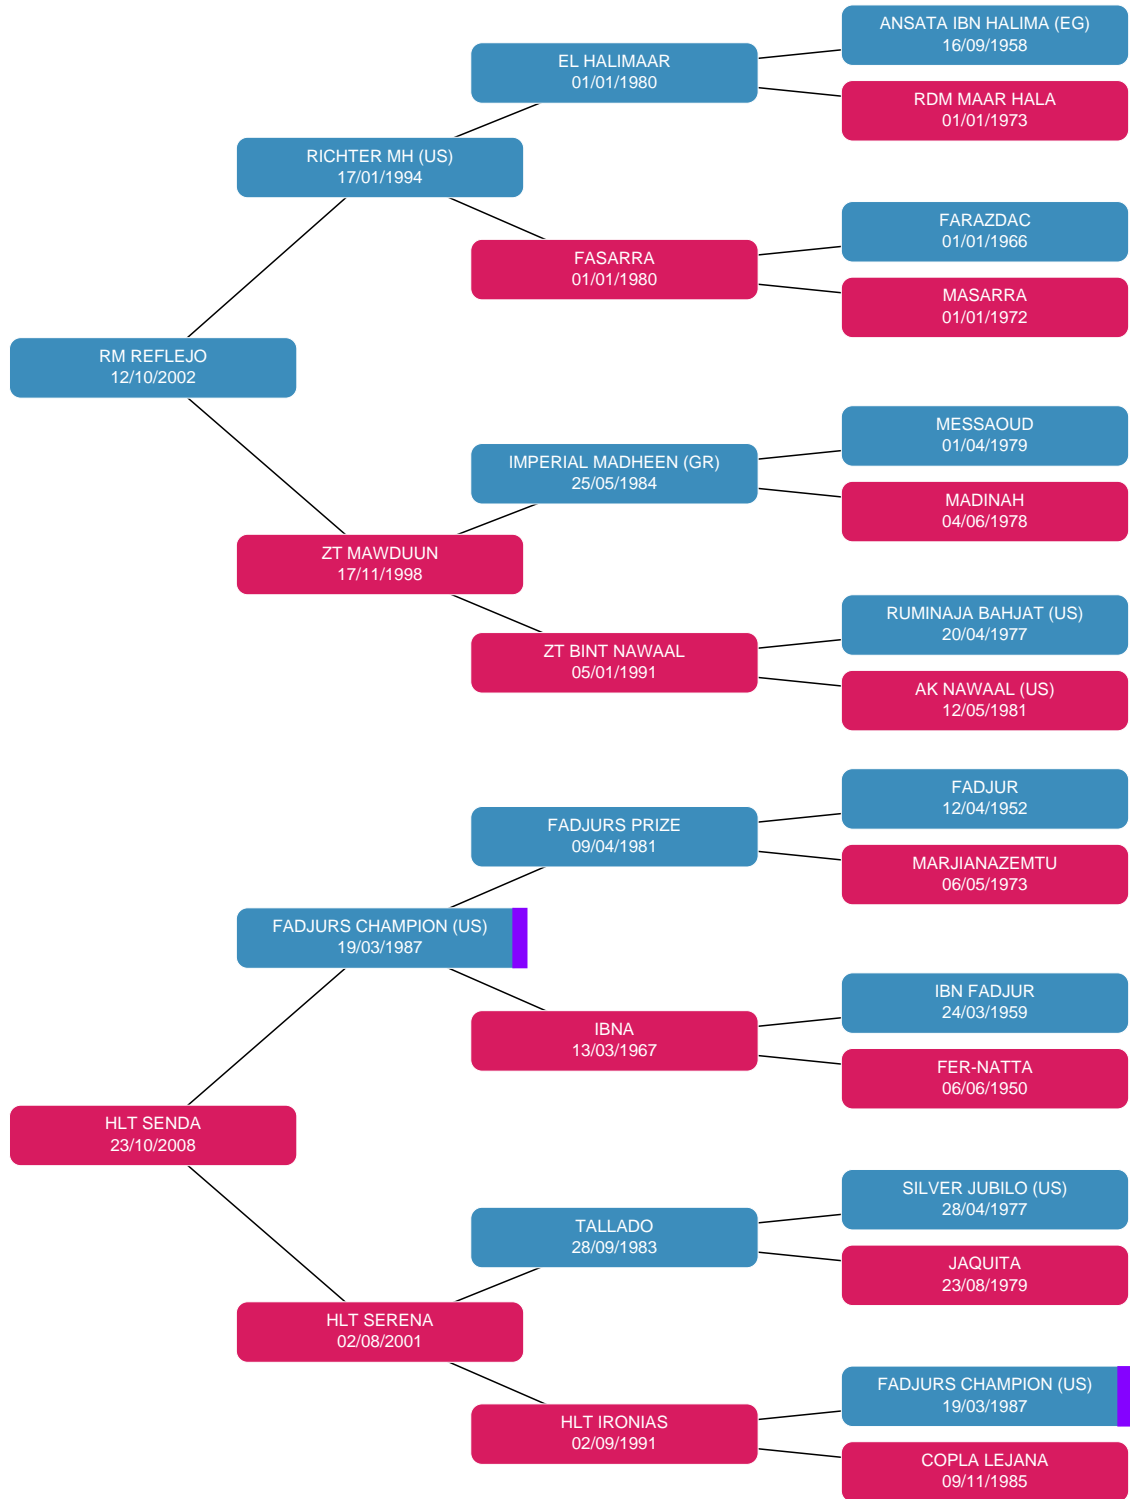 ANSATA IBN HALIMA (EG)
16/09/1958
EL HALIMAAR
01/01/1980
RDM MAAR HALA
01/01/1973
RICHTER MH (US)
17/01/1994
FARAZDAC
01/01/1966
FASARRA
01/01/1980
MASARRA
01/01/1972
RM REFLEJO
12/10/2002
MESSAOUD
01/04/1979
IMPERIAL MADHEEN (GR)
25/05/1984
MADINAH
04/06/1978
ZT MAWDUUN
17/11/1998
RUMINAJA BAHJAT (US)
20/04/1977
ZT BINT NAWAAL
05/01/1991
AK NAWAAL (US)
12/05/1981
FADJUR
12/04/1952
FADJURS PRIZE
09/04/1981
MARJIANAZEMTU
06/05/1973
FADJURS CHAMPION (US)
19/03/1987
IBN FADJUR
24/03/1959
IBNA
13/03/1967
FER-NATTA
06/06/1950
HLT SENDA
23/10/2008
SILVER JUBILO (US)
28/04/1977
TALLADO
28/09/1983
JAQUITA
23/08/1979
HLT SERENA
02/08/2001
FADJURS CHAMPION (US)
19/03/1987
HLT IRONIAS
02/09/1991
COPLA LEJANA
09/11/1985